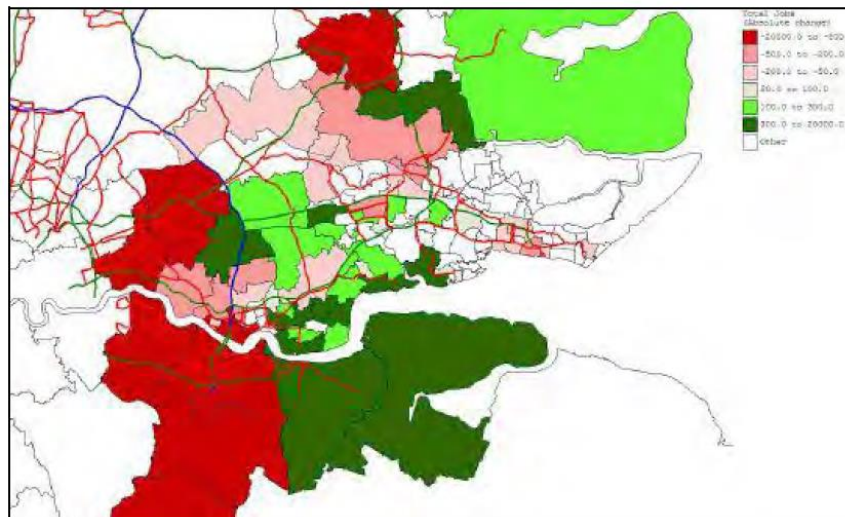 Total Jobs
(Absolute change)
-20000.0 to -500
-500.0 to -200.0
-200.0 to -50.0
20.0 to 100.0
100.0 to 300.0
300.0 to 20000.0
Other